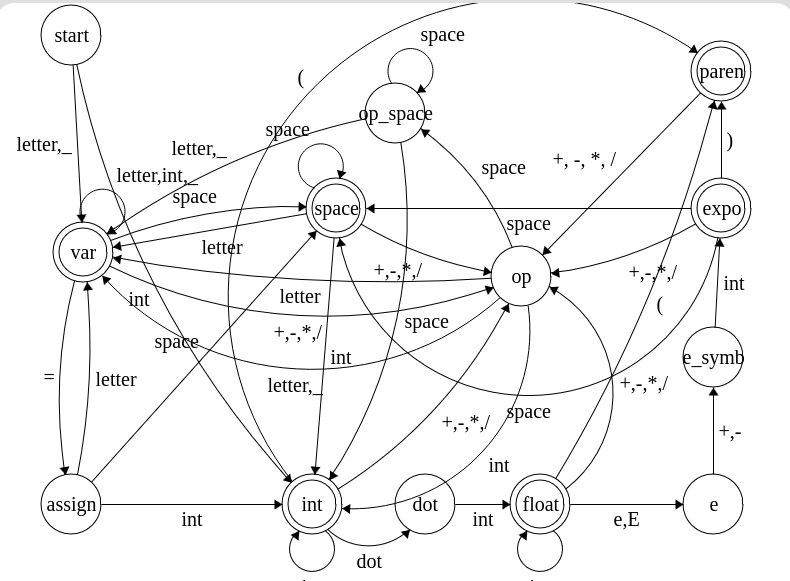 start
space
(
paren
op_space
letter,_
letter,_
space
+, -, *, /
)
letter,int,_
space
space
space
expo
space
var
letter
op
+,-,*,/
+,-,*,/
int
letter
int
(
space
+,-,*,/
space
int
e_symb
=
letter
letter,_
+,-,*,/
space
+,-,*,/
+,-
int
assign
int
dot
float
e
int
int
e,E
dot